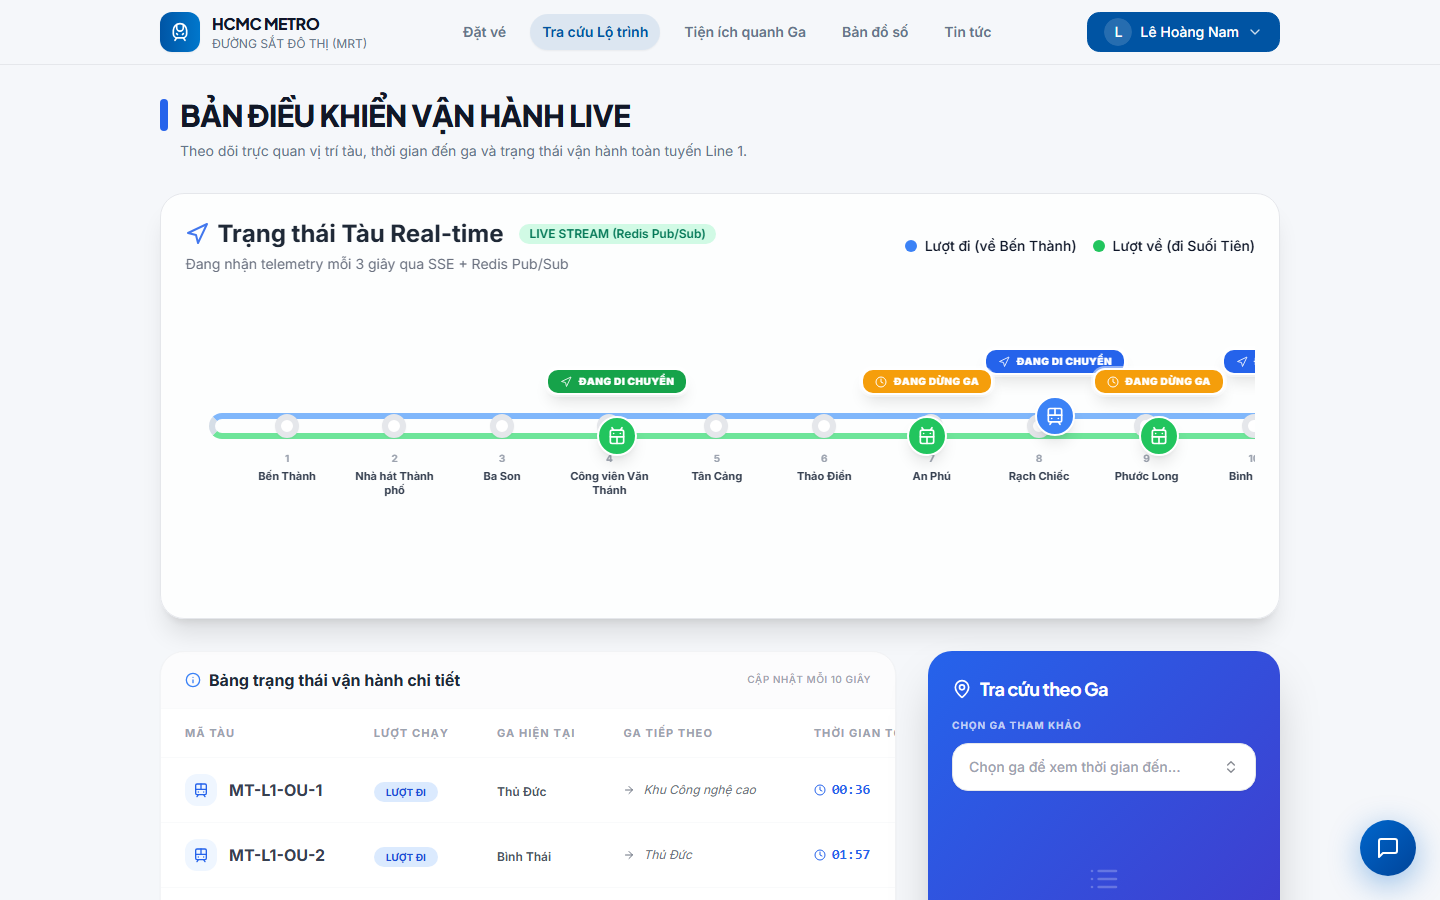 HCMC METRO
ĐƯỜNG SẮT ĐÔ THỊ (MRT)
Đặt vé
Tra cứu Lộ trình
Tiện ích quanh Ga
Bản đồ số
Tin tức
L
Lê Hoàng Nam
BẢN ĐIỀU KHIỂN VẬN HÀNH LIVE
Theo dõi trực quan vị trí tàu, thời gian đến ga và trạng thái vận hành toàn tuyến Line 1.
Trạng thái Tàu Real-time
LIVE STREAM (Redis Pub/Sub)
Đang nhận telemetry mỗi 3 giây qua SSE + Redis Pub/Sub
Lượt đi (về Bến Thành)
Lượt về (đi Suối Tiên)
ĐANG DI CHUYỂN
ĐANG DI CHUYỂN
ĐANG DỪNG GA
ĐANG DỪNG GA
1
2
3
4
5
6
7
8
9
Bến Thành
Nhà hát Thành
phố
Ba Son
Công viên Văn
Thánh
Tân Cảng
Thảo Điền
An Phú
Rạch Chiếc
Phước Long
Bình
Bảng trạng thái vận hành chi tiết
CẬP NHẬT MỖI 10 GIÂY
MÃ TÀU
LƯỢT CHẠY
GA HIỆN TẠI
GA TIẾP THEO
THỜI GIAN
MT-L1-OU-1
LƯỢT ĐI
Thủ Đức
Khu Công nghệ cao
00:36
MT-L1-OU-2
LƯỢT ĐI
Bình Thái
Thủ Đức
01:57
Tra cứu theo Ga
CHỌN GA THAM KHẢO
Chọn ga để xem thời gian đến...